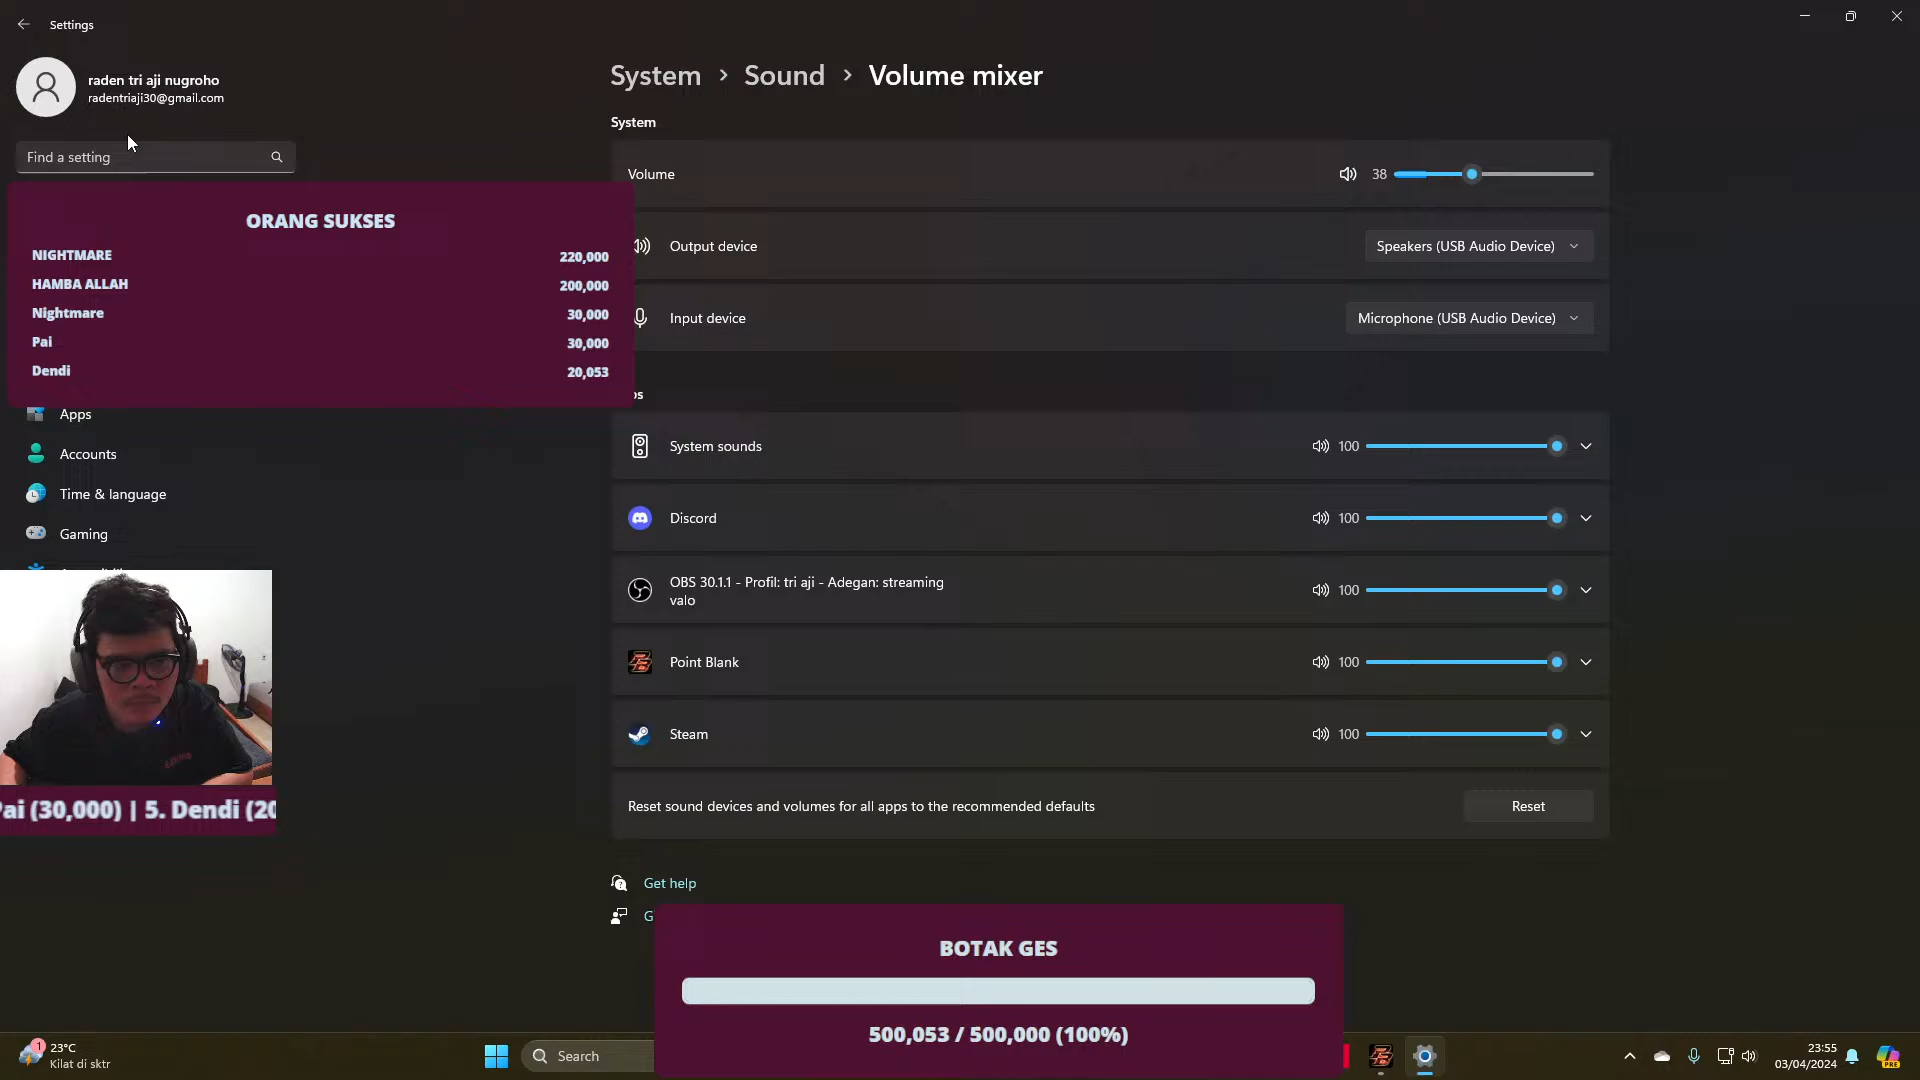 Settings
raden tri aji nugroho
radentriaji30@gmail.com
Find a setting
System > Sound > Volume mixer
System
Volume
38
Output device
Speakers (USB Audio Device)
Input device
Microphone (USB Audio Device)
ORANG SUKSES
NIGHTMARE 220,000
HAMBA ALLAH 200,000
Nightmare 30,000
Pai 30,000
Dendi 20,053
Apps
Accounts
Time & language
Gaming
System sounds
100
Discord
100
OBS 30.1.1 - Profil: tri aji - Adegan: streaming
valo
100
Point Blank
100
Steam
100
Reset sound devices and volumes for all apps to the recommended defaults
Reset
Pai (30,000) | 5. Dendi (20
Get help
G
BOTAK GES
500,053 / 500,000 (100%)
1
23°C
Kilat di sktr
Search
23:55
03/04/2024
PRE